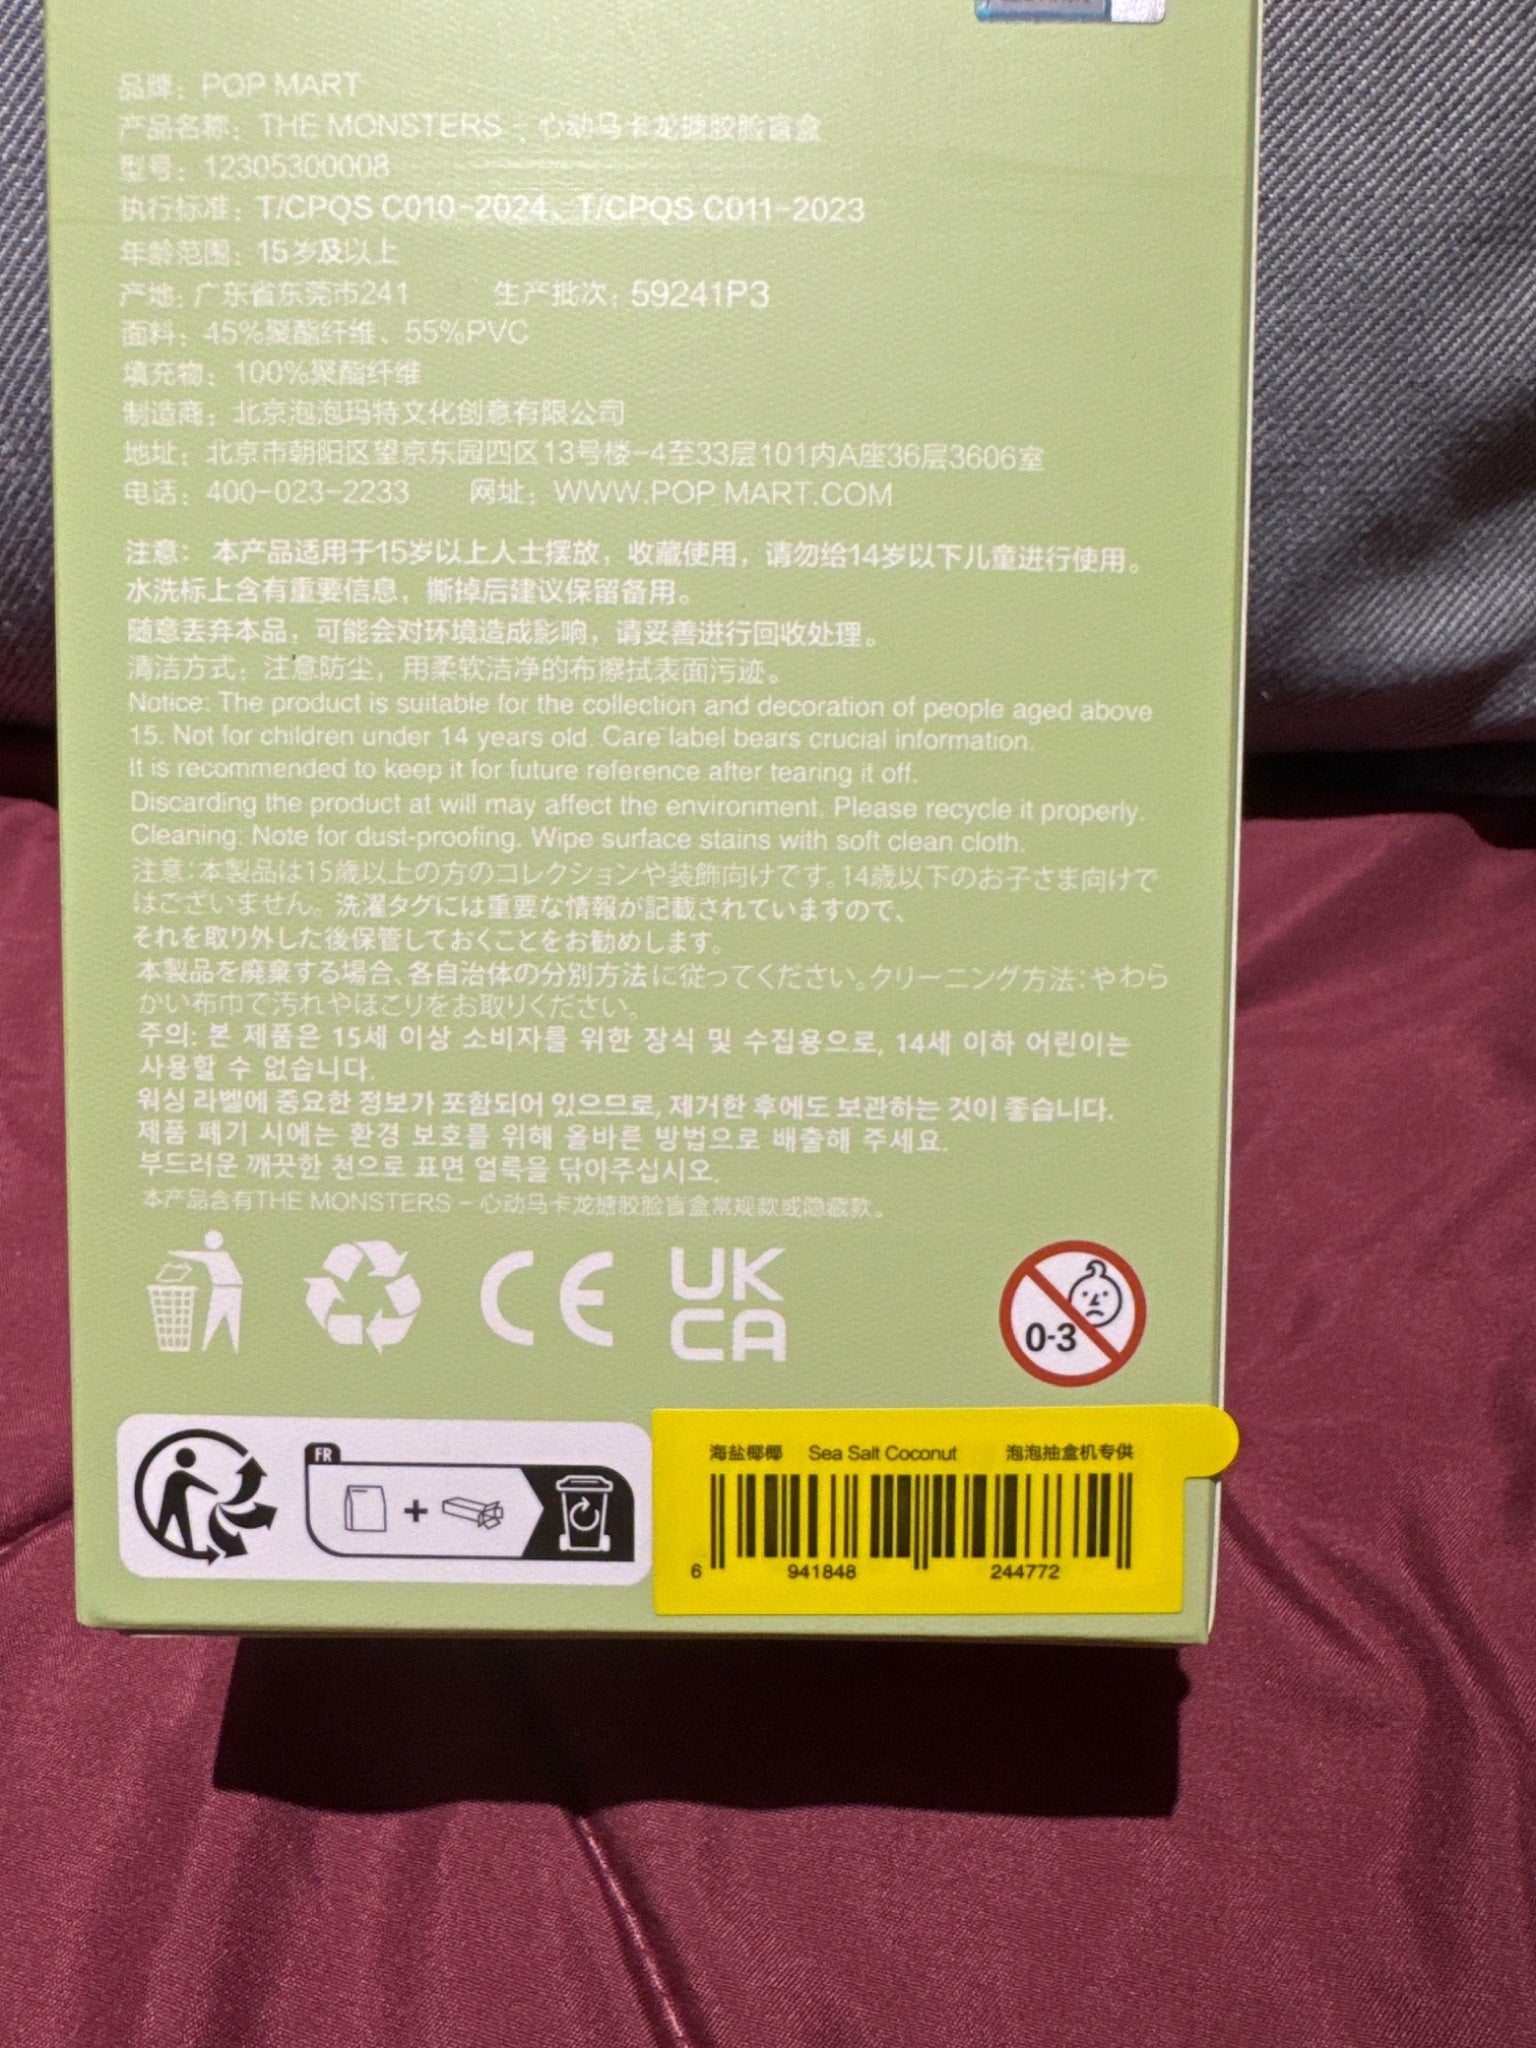 品牌：POP MART
产品名称：THE MONSTERS - 心动马卡龙搪胶脸盲盒
型号：12305300008
执行标准：T/CPQS C010-2024、T/CPQS C011-2023
年龄范围：15岁及以上
产地：广东省东莞市241 生产批次：59241P3
面料：45%聚酯纤维、55%PVC
填充物：100%聚酯纤维
制造商：北京泡泡玛特文化创意有限公司
地址：北京市朝阳区望京东园四区13号楼-4至33层101内A座36层3606室
电话：400-023-2233 网址：WWW.POP MART.COM
注意：本产品适用于15岁以上人士摆放，收藏使用，请勿给14岁以下儿童进行使用。
水洗标上含有重要信息，撕掉后建议保留备用。
随意丢弃本品，可能会对环境造成影响，请妥善进行回收处理。
清洁方式：注意防尘，用柔软洁净的布擦拭表面污迹。
Notice: The product is suitable for the collection and decoration of people aged above
15. Not for children under 14 years old. Care label bears crucial information.
It is recommended to keep it for future reference after tearing it off.
Discarding the product at will may affect the environment. Please recycle it properly.
Cleaning: Note for dust-proofing. Wipe surface stains with soft clean cloth.
注意：本製品は15歳以上の方のコレクションや装飾向けです。14歳以下のお子さま向けで
はございません。洗濯タグには重要な情報が記載されていますので、
それを取り外した後保管しておくことをお勧めします。
本製品を廃棄する場合、各自治体の分別方法に従ってください。クリーニング方法：やわら
かい布巾で汚れやほこりをお取りください。
주의: 본 제품은 15세 이상 소비자를 위한 장식 및 수집용으로, 14세 이하 어린이는
사용할 수 없습니다.
워싱 라벨에 중요한 정보가 포함되어 있으므로, 제거한 후에도 보관하는 것이 좋습니다.
제품 폐기 시에는 환경 보호를 위해 올바른 방법으로 배출해 주세요.
부드러운 깨끗한 천으로 표면 얼룩을 닦아주십시오.
本产品含有THE MONSTERS - 心动马卡龙搪胶脸盲盒常规款或隐藏款。
CE UK
CA
0-3
FR
海盐椰椰 Sea Salt Coconut 泡泡抽盒机专供
6 941848 244772